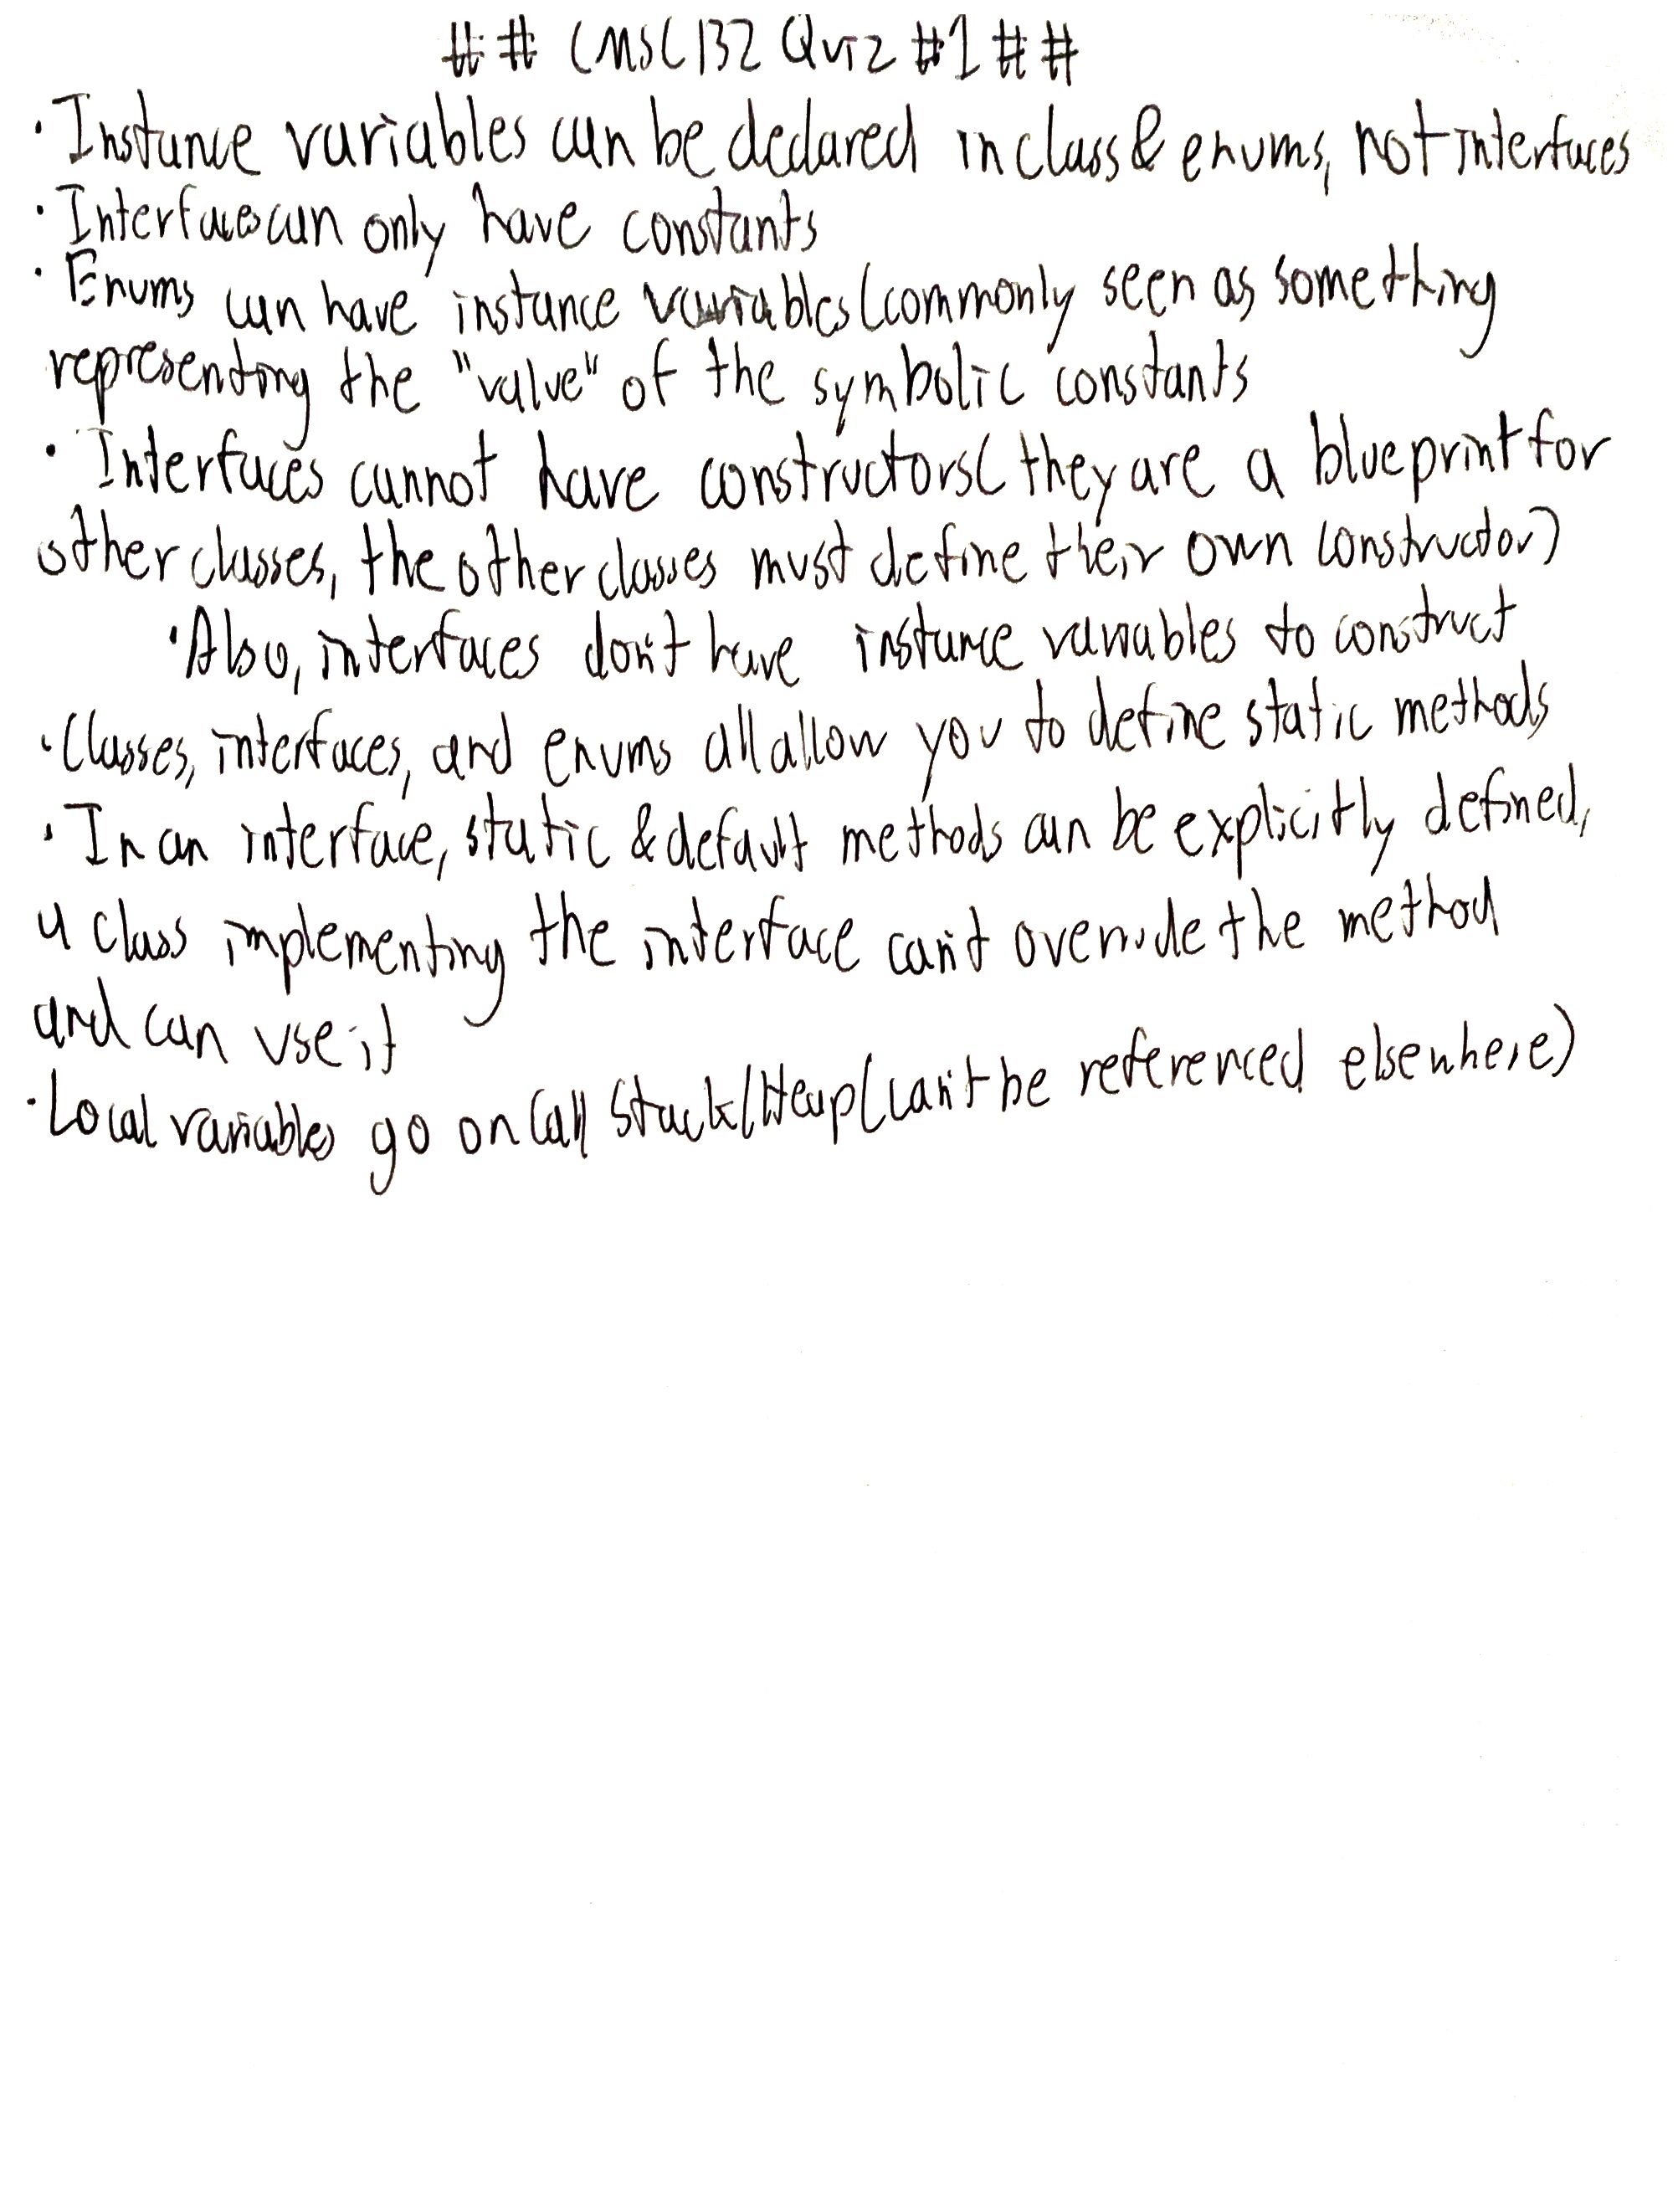 ## CMSC132 Quiz #1 ##
· Instance variables can be declared in class & enums, not interfaces
· Interfaces can only have constants
· Enums can have instance variables (commonly seen as something
representing the "value" of the symbolic constants
· Interfaces cannot have constructors ( they are a blueprint for
other classes, the other classes must define their own constructor)
· Also, interfaces don't have instance variables to construct
· Classes, interfaces, and enums all allow you to define static methods
· In an interface, static & default methods can be explicitly defined,
a class implementing the interface can't override the method
and can use it
· Local variables go on Call Stack/Heap (can't be referenced elsewhere)